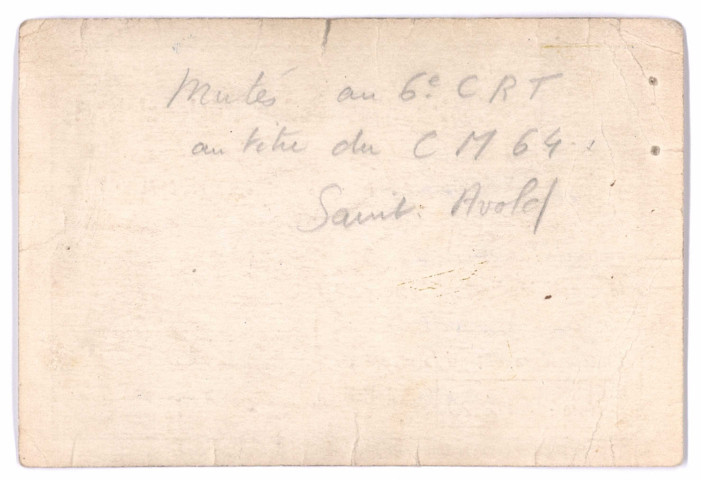 Mutés au 6e CRT
au titre du CM 64.
Saint. Avold